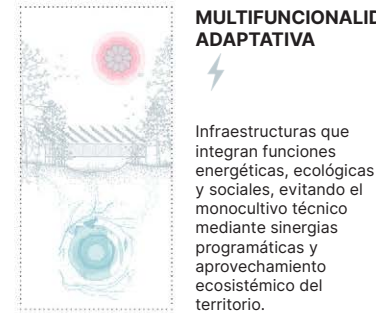 MULTIFUNCIONALID
ADAPTATIVA
Infraestructuras que
integran funciones
energéticas, ecológicas
y sociales, evitando el
monocultivo técnico
mediante sinergias
programáticas y
aprovechamiento
ecosistémico del
territorio.